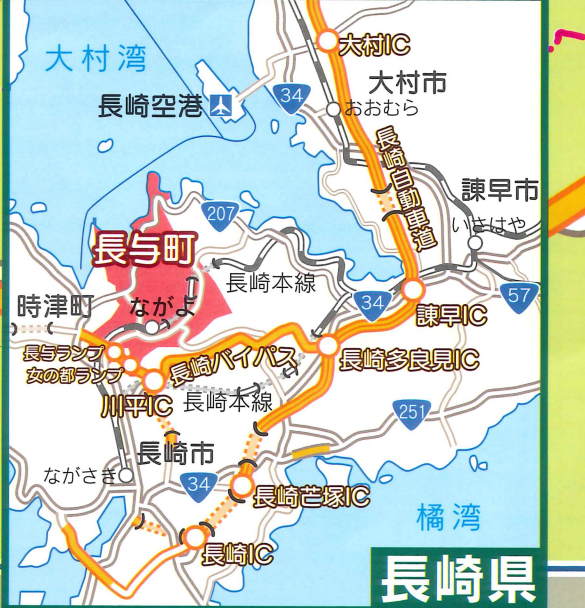 大村IC
大村湾
大村市
34
長崎空港
おおむら
長崎自動車道
諫早市
207
いさはや
長与町
長崎本線
57
34
時津町
ながよ
諫早IC
長与ランプ
女の都ランプ
長崎バイパス
長崎多良見IC
川平IC
長崎本線
251
長崎市
ながさき
34
長崎芒塚IC
橘湾
長崎IC
長崎県